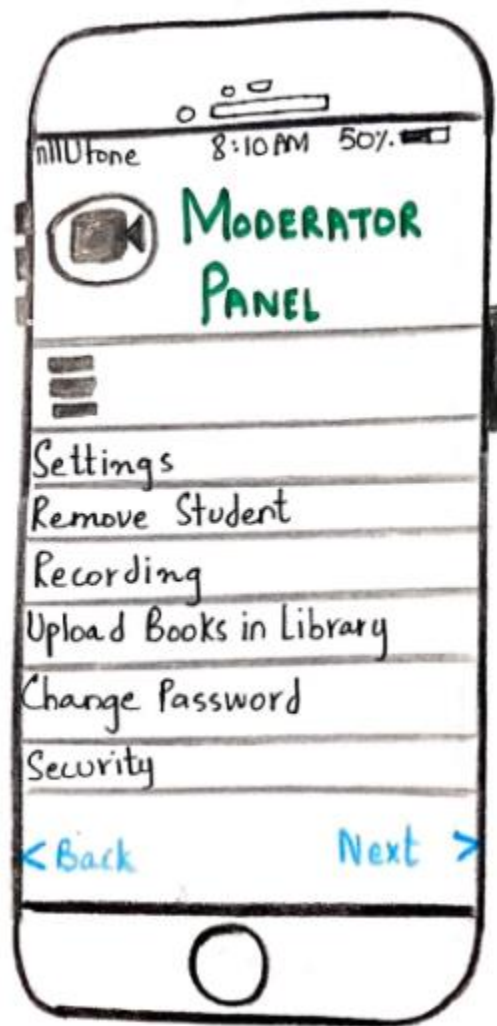 Ufone 8:10 AM 50%
MODERATOR
PANEL
Settings
Remove Student
Recording
Upload Books in Library
Change Password
Security
< Back Next >